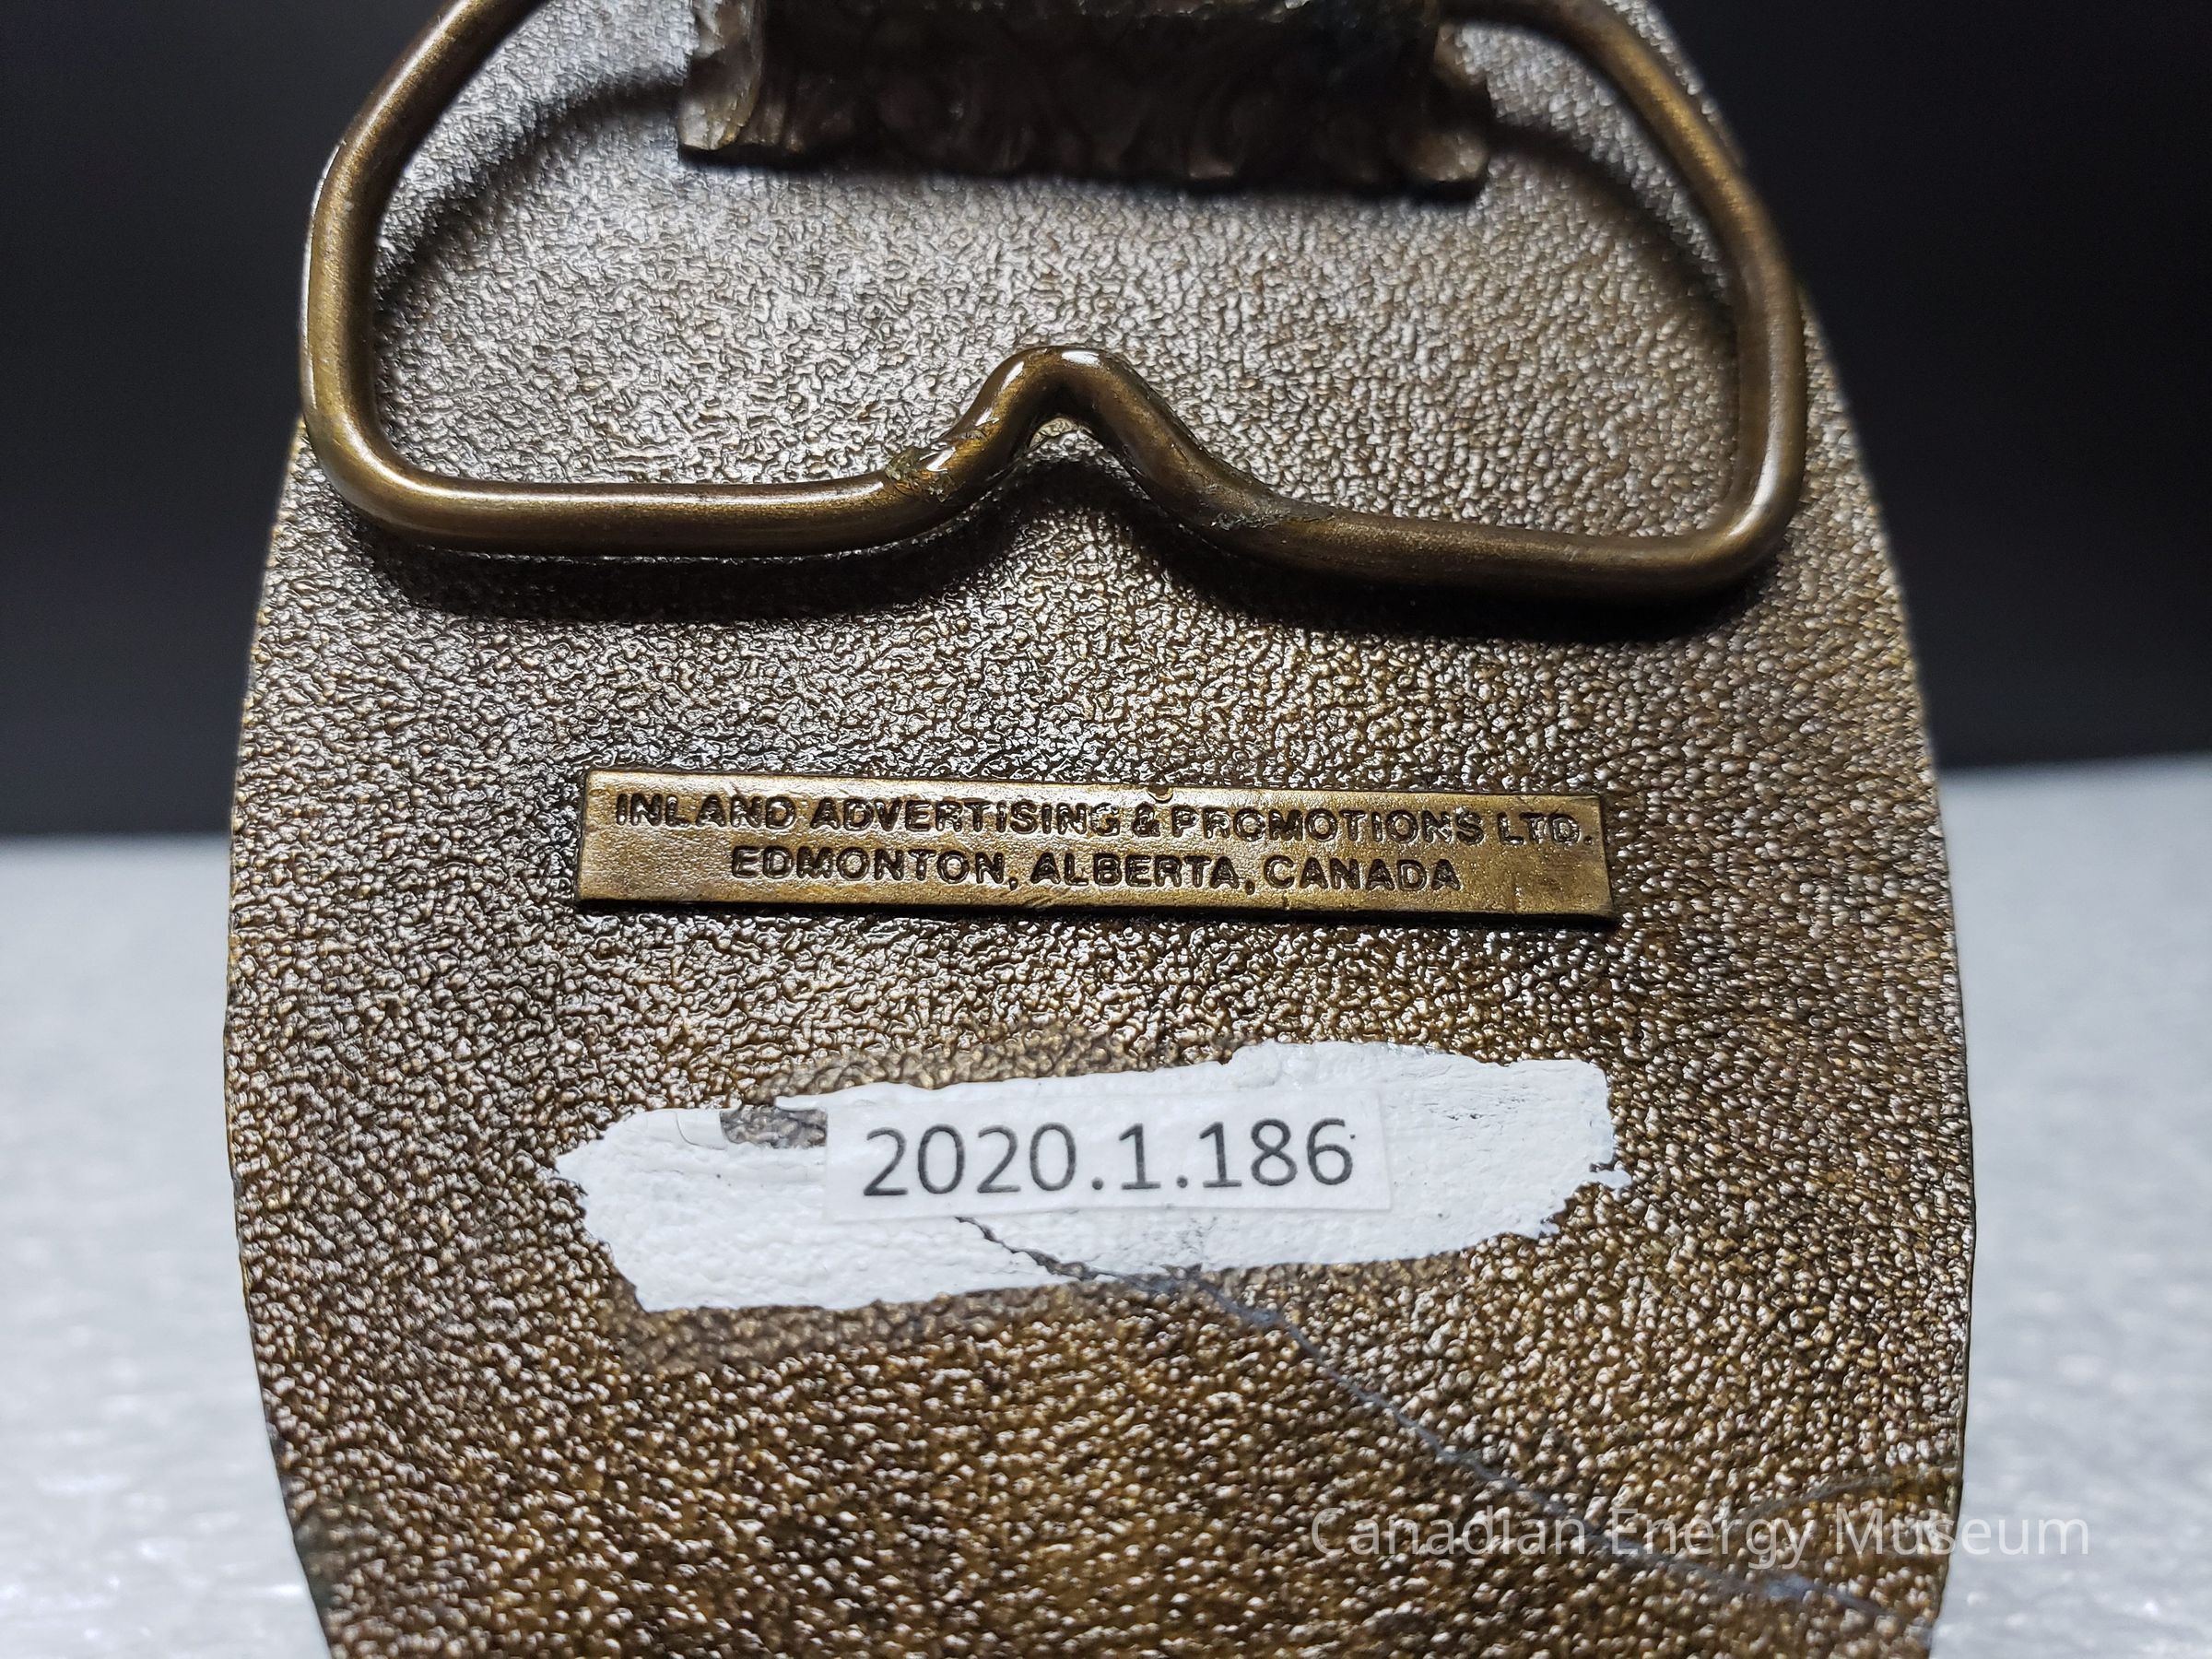 INLAND ADVERTISING & PROMOTIONS LTD.
EDMONTON, ALBERTA, CANADA
2020.1.186
Canadian Energy Museum